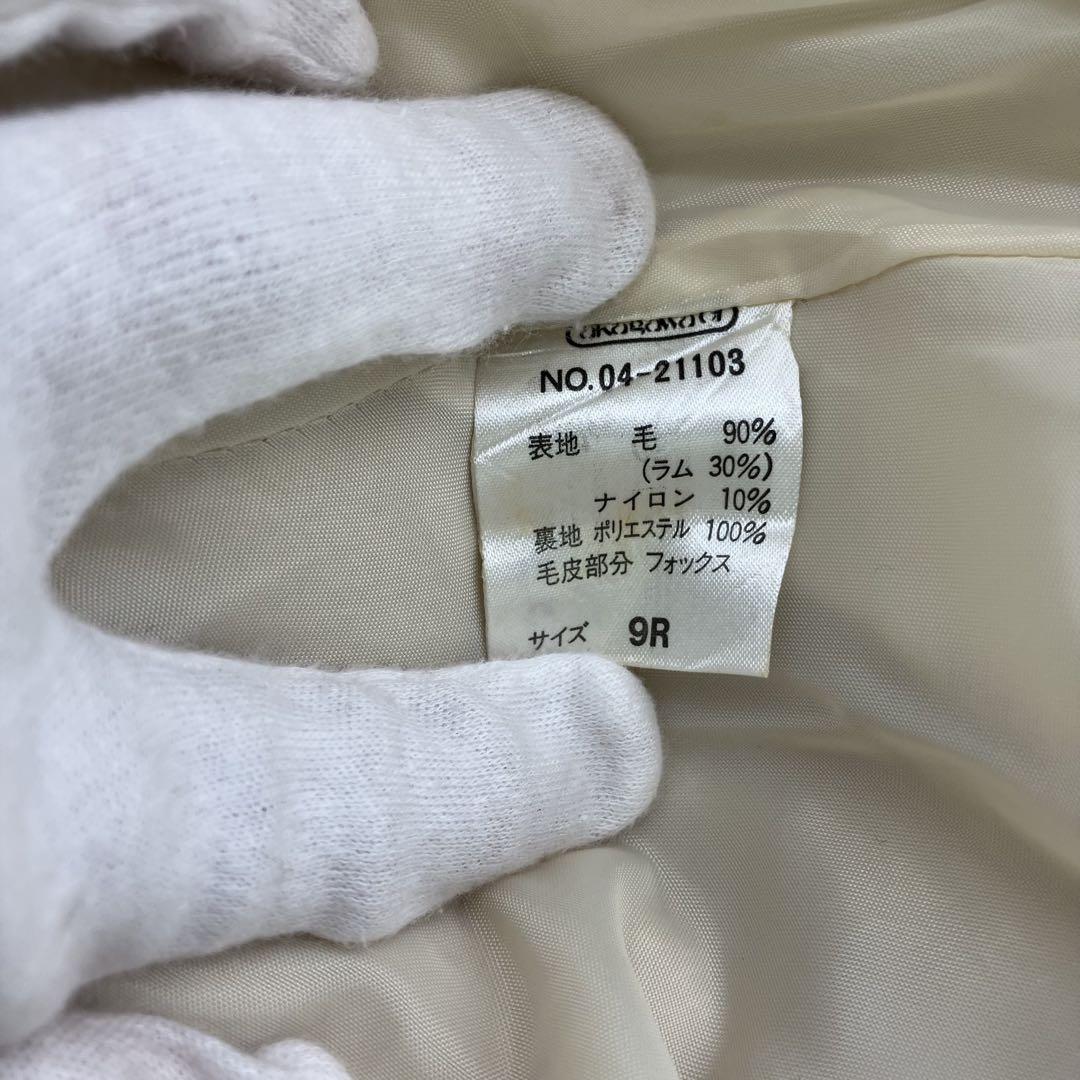 NO.04-21103
表地 毛 90%
(ラム 30%)
ナイロン 10%
裏地 ポリエステル 100%
毛皮部分 フォックス
サイズ 9R